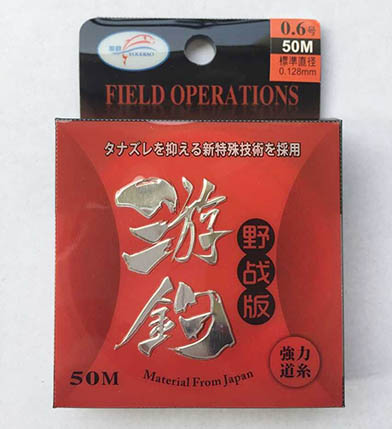 0.6号
50M
標準直径
0.128mm
FIELD OPERATIONS
タナズレを抑える新特殊技術を採用
游钓
野战版
50M
Material From Japan
強力
道糸